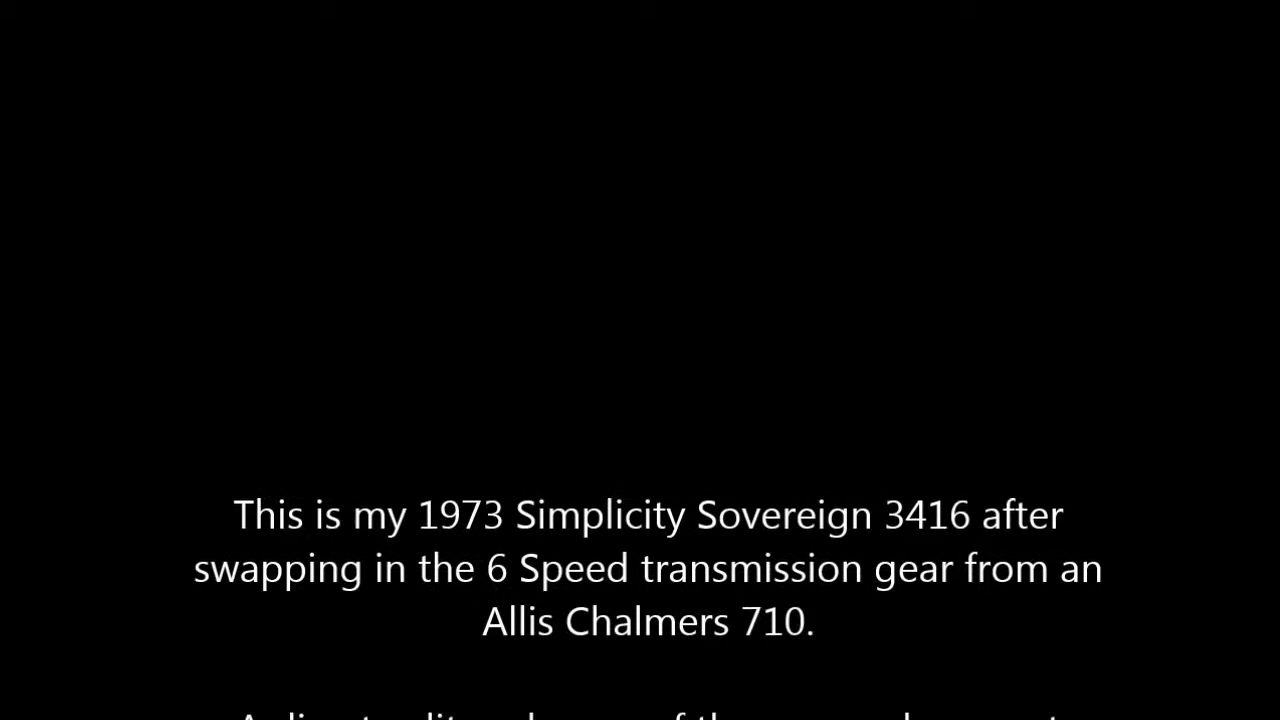 This is my 1973 Simplicity Sovereign 3416 after
swapping in the 6 Speed transmission gear from an
Allis Chalmers 710.